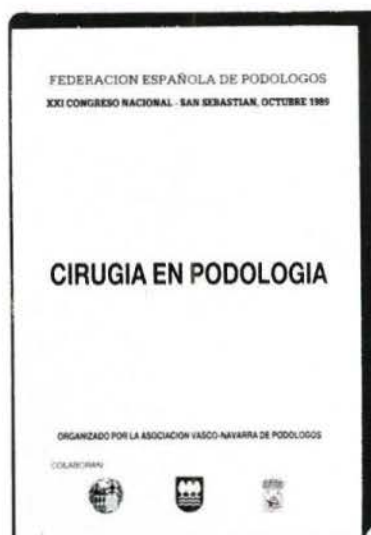 FEDERACION ESPAÑOLA DE PODOLOGOS
XXI CONGRESO NACIONAL - SAN SEBASTIAN, OCTUBRE 1989
CIRUGIA EN PODOLOGIA
ORGANIZADO POR LA ASOCIACION VASCO-NAVARRA DE PODOLOGOS
COLABORAN: